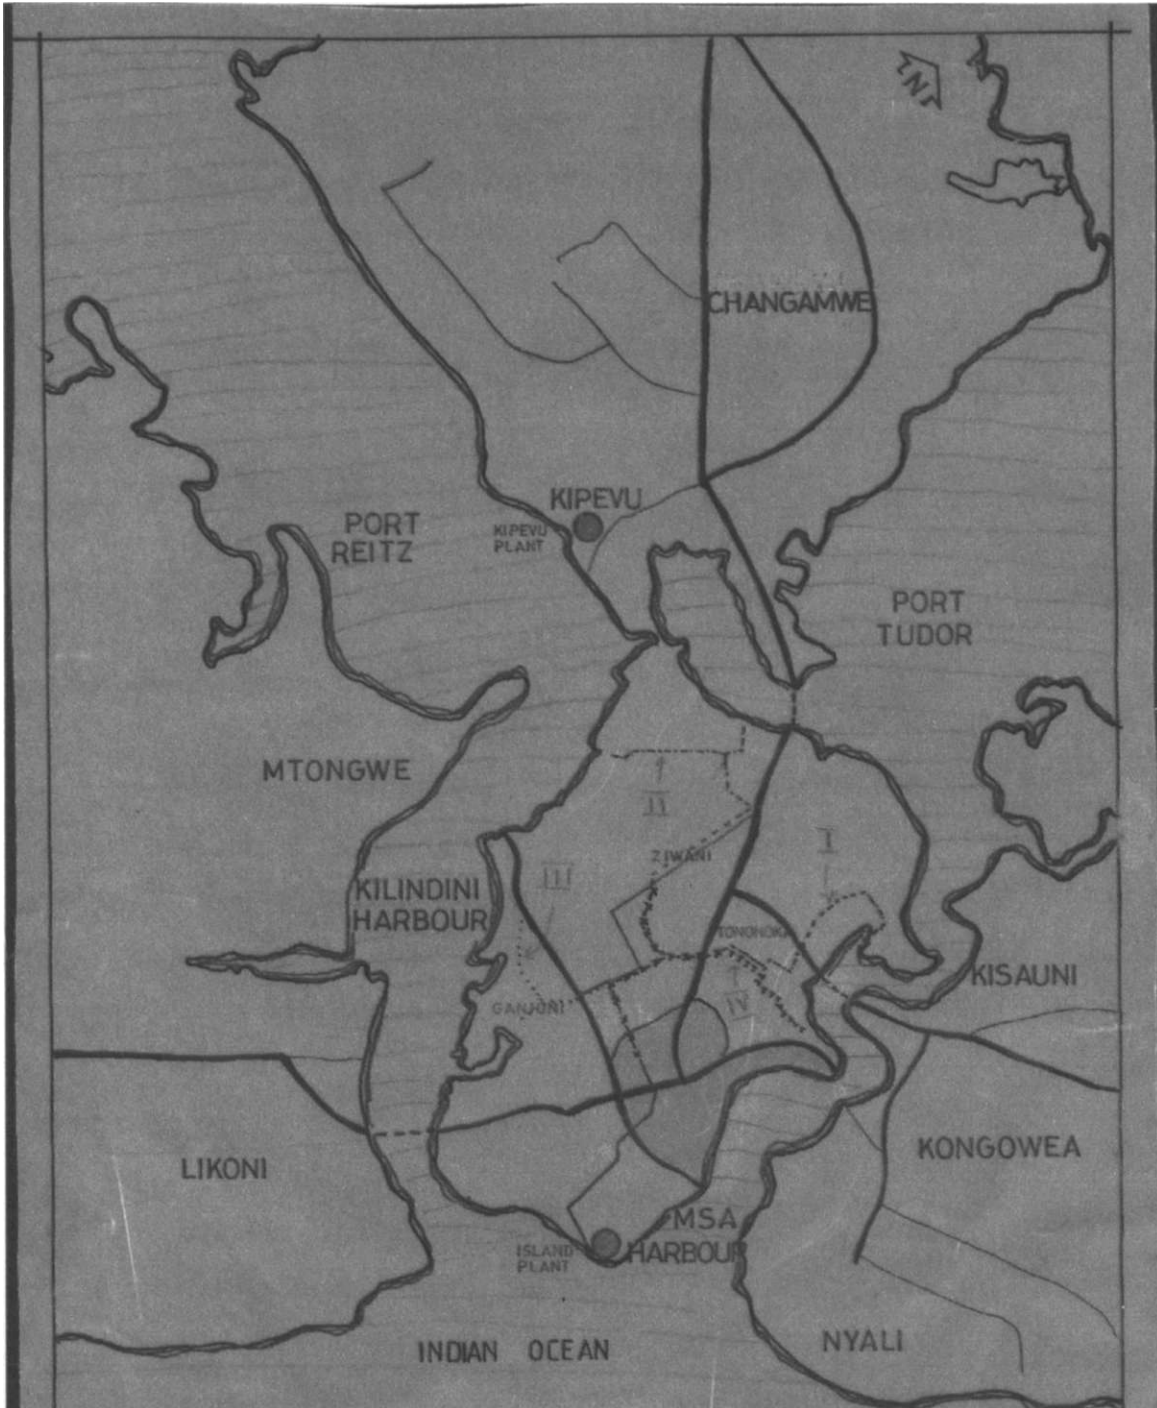 N
CHANGAMWE
KIPEVU
KIPEVU
PLANT
PORT
REITZ
PORT
TUDOR
MTONGWE
II
I
ZIWANI
III
KILINDINI
HARBOUR
TONONOKA
KISAUNI
GANJONI
IV
LIKONI
KONGOWEA
MSA
HARBOUR
ISLAND
PLANT
NYALI
INDIAN OCEAN